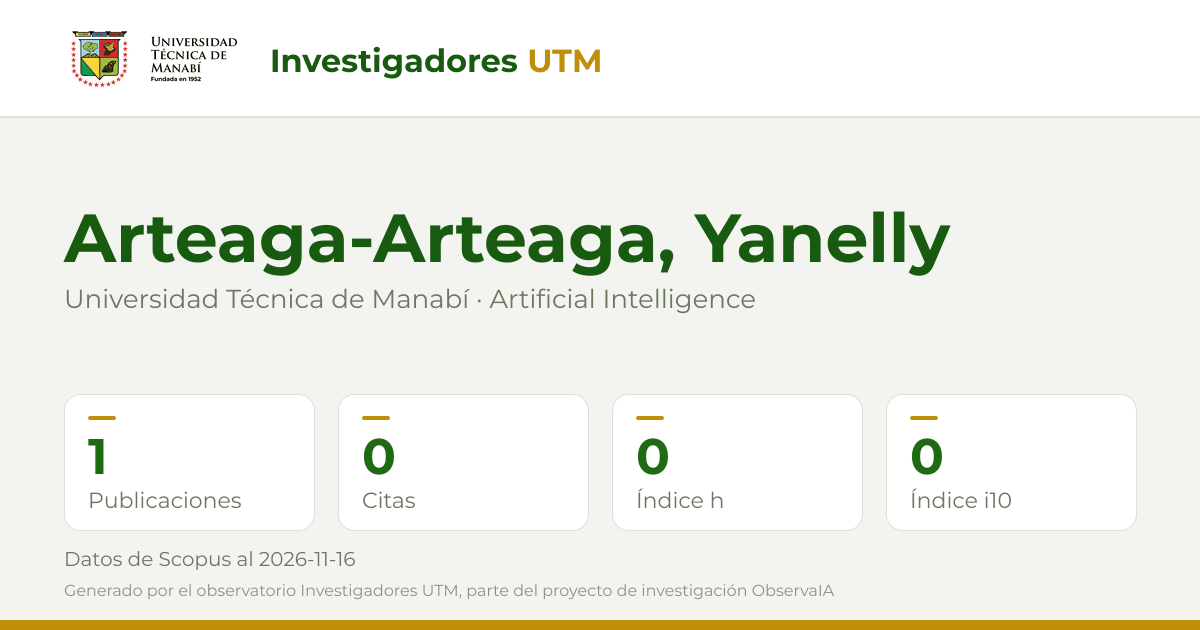 UNIVERSIDAD
TÉCNICA DE
MANABÍ
Fundada en 1952
Investigadores UTM
Arteaga-Arteaga, Yanelly
Universidad Técnica de Manabí · Artificial Intelligence
1
Publicaciones
0
Citas
0
Índice h
0
Índice i10
Datos de Scopus al 2026-11-16
Generado por el observatorio Investigadores UTM, parte del proyecto de investigación ObservaIA